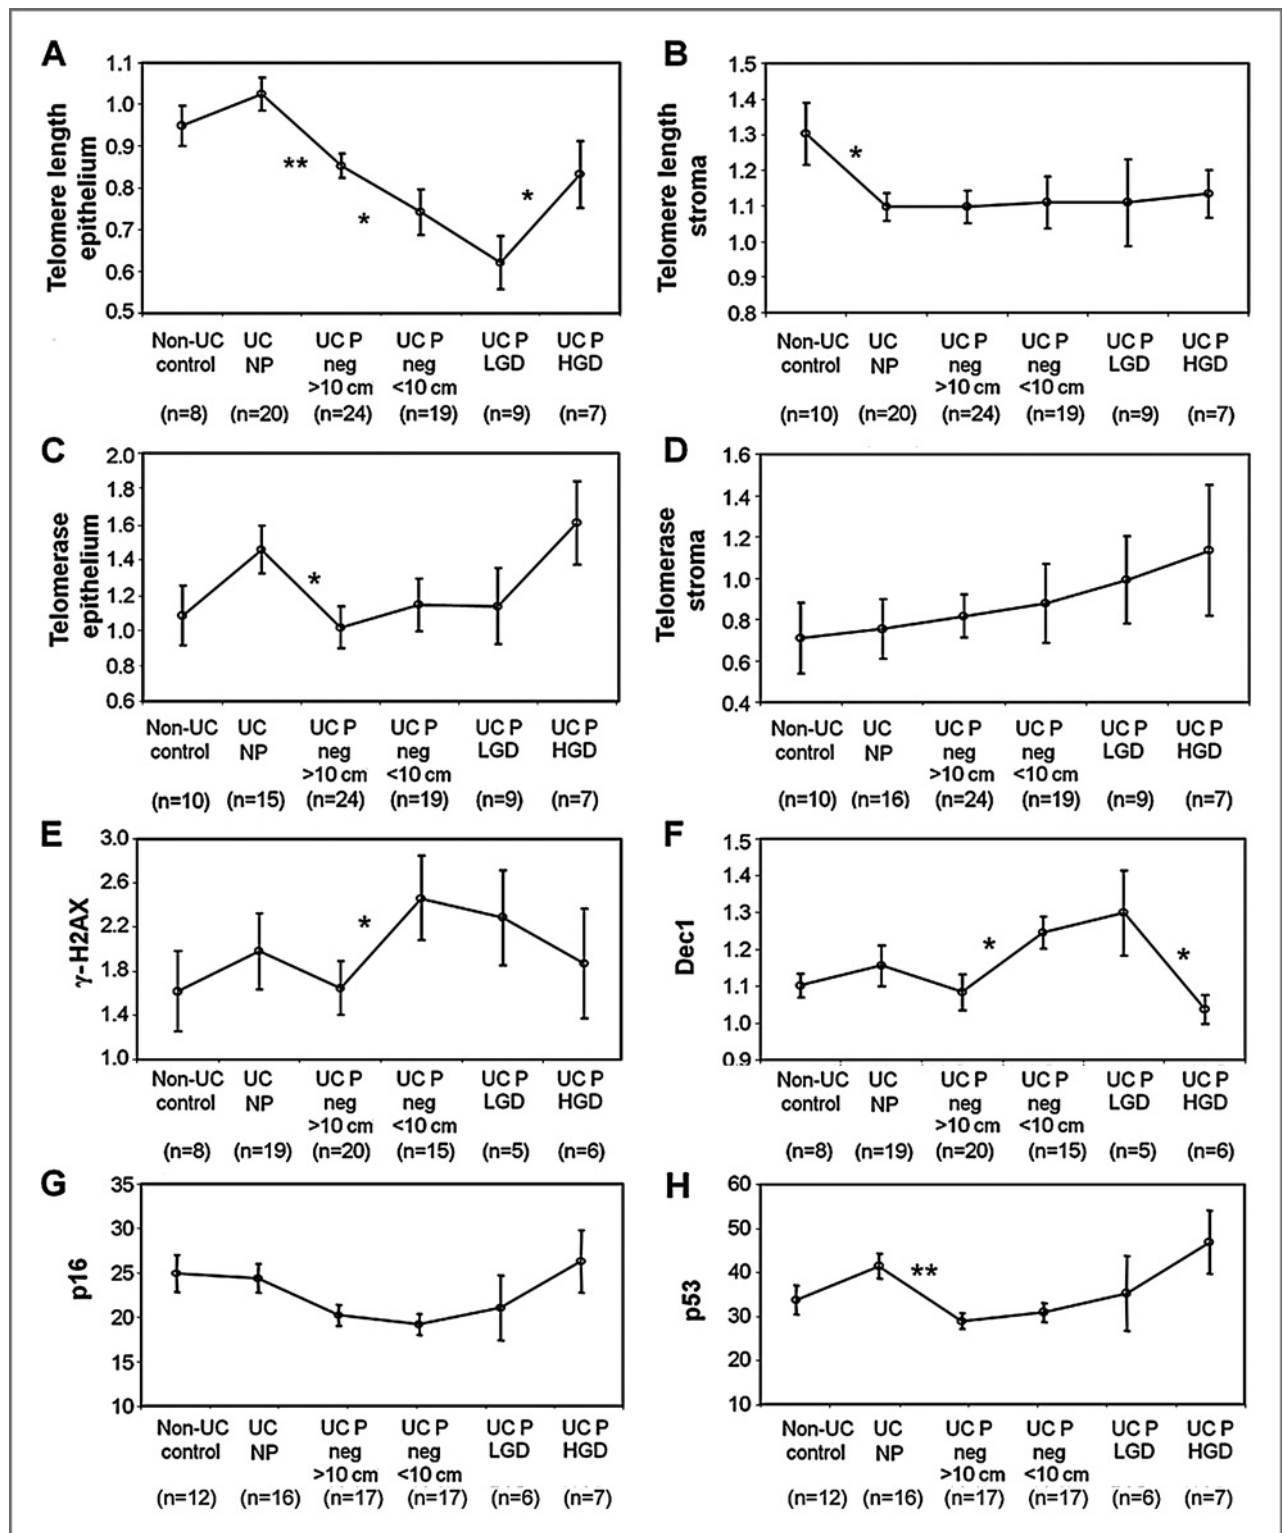 A
Telomere length
epithelium
1.1
1.0
0.9
0.8
0.7
0.6
0.5
**
*
*
Non-UC UC UC P UC P UC P UC P
control NP neg neg LGD HGD
>10 cm <10 cm
(n=8) (n=20) (n=24) (n=19) (n=9) (n=7)
B
Telomere length
stroma
1.5
1.4
1.3
1.2
1.1
1.0
0.9
0.8
*
Non-UC UC UC P UC P UC P UC P
control NP neg neg LGD HGD
>10 cm <10 cm
(n=10) (n=20) (n=24) (n=19) (n=9) (n=7)
C
Telomerase
epithelium
2.0
1.8
1.6
1.4
1.2
1.0
0.8
0.6
*
Non-UC UC UC P UC P UC P UC P
control NP neg neg LGD HGD
>10 cm <10 cm
(n=10) (n=15) (n=24) (n=19) (n=9) (n=7)
D
Telomerase
stroma
1.6
1.4
1.2
1.0
0.8
0.6
0.4
Non-UC UC UC P UC P UC P UC P
control NP neg neg LGD HGD
>10 cm <10 cm
(n=10) (n=16) (n=24) (n=19) (n=9) (n=7)
E
γ-H2AX
3.0
2.6
2.2
1.8
1.4
1.0
*
Non-UC UC UC P UC P UC P UC P
control NP neg neg LGD HGD
>10 cm <10 cm
(n=8) (n=19) (n=20) (n=15) (n=5) (n=6)
F
Dec1
1.5
1.4
1.3
1.2
1.1
1.0
0.9
*
*
Non-UC UC UC P UC P UC P UC P
control NP neg neg LGD HGD
>10 cm <10 cm
(n=8) (n=19) (n=20) (n=15) (n=5) (n=6)
G
p16
35
30
25
20
15
10
Non-UC UC UC P UC P UC P UC P
control NP neg neg LGD HGD
>10 cm <10 cm
(n=12) (n=16) (n=17) (n=17) (n=6) (n=7)
H
p53
60
50
40
30
20
10
**
Non-UC UC UC P UC P UC P UC P
control NP neg neg LGD HGD
>10 cm <10 cm
(n=12) (n=16) (n=17) (n=17) (n=6) (n=7)